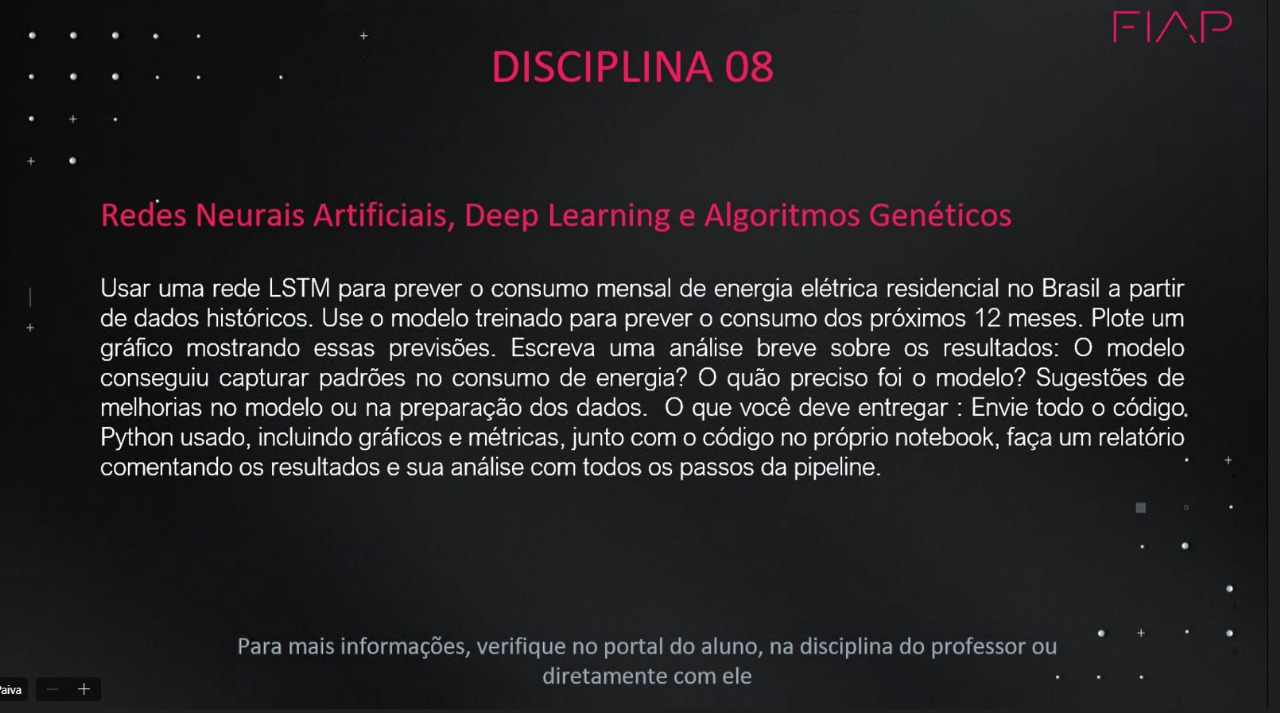 FIAP
DISCIPLINA 08
Redes Neurais Artificiais, Deep Learning e Algoritmos Genéticos
Usar uma rede LSTM para prever o consumo mensal de energia elétrica residencial no Brasil a partir
de dados históricos. Use o modelo treinado para prever o consumo dos próximos 12 meses. Plote um
gráfico mostrando essas previsões. Escreva uma análise breve sobre os resultados: O modelo
conseguiu capturar padrões no consumo de energia? O quão preciso foi o modelo? Sugestões de
melhorias no modelo ou na preparação dos dados. O que você deve entregar : Envie todo o código
Python usado, incluindo gráficos e métricas, junto com o código no próprio notebook, faça um relatório
comentando os resultados e sua análise com todos os passos da pipeline.
Para mais informações, verifique no portal do aluno, na disciplina do professor ou
diretamente com ele